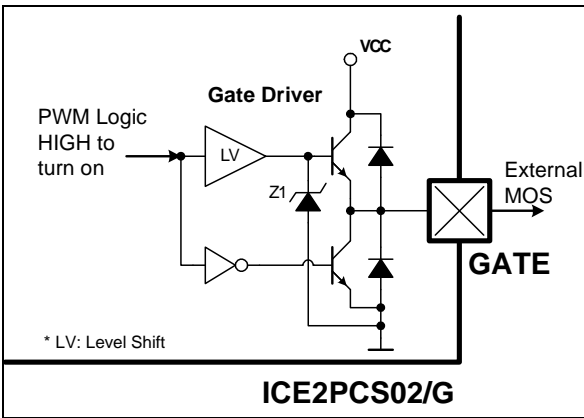 VCC
Gate Driver
PWM Logic
HIGH to
turn on
LV
Z1
External
MOS
GATE
* LV: Level Shift
ICE2PCS02/G